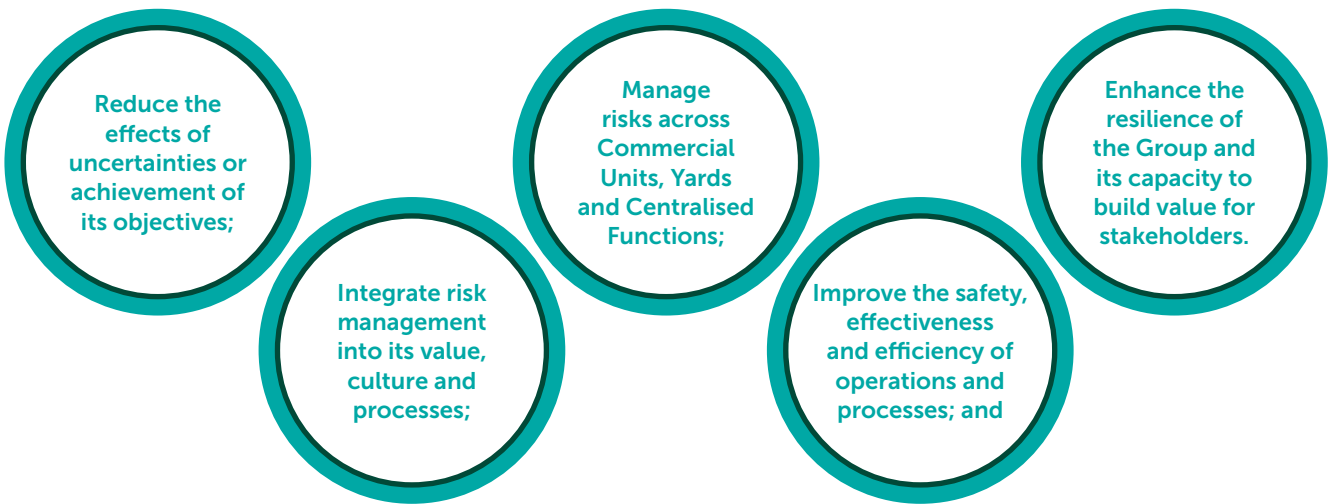 Reduce the
effects of
uncertainties or
achievement of
its objectives;
Integrate risk
management
into its value,
culture and
processes;
Manage
risks across
Commercial
Units, Yards
and Centralised
Functions;
Improve the safety,
effectiveness
and efficiency of
operations and
processes; and
Enhance the
resilience of
the Group and
its capacity to
build value for
stakeholders.